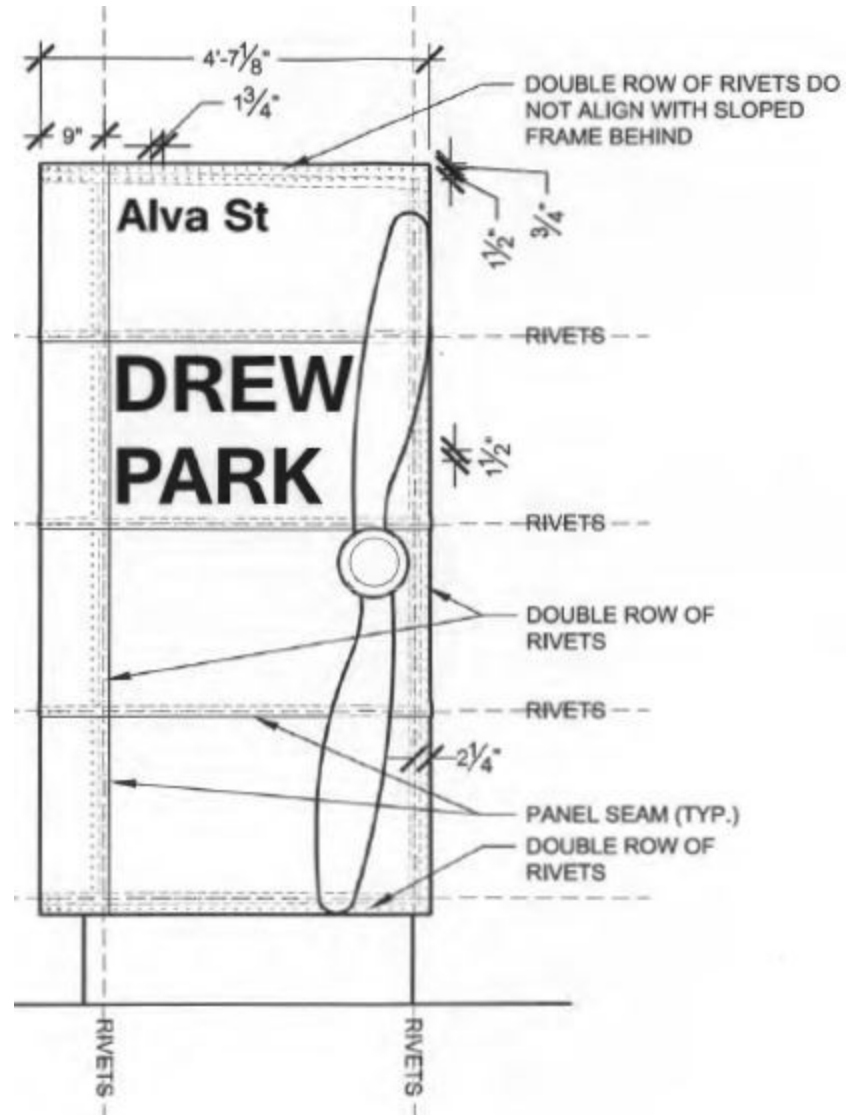 4'-7⅛"
1¾"
9"
DOUBLE ROW OF RIVETS DO
NOT ALIGN WITH SLOPED
FRAME BEHIND
Alva St
1½"
¾"
RIVETS
DREW
PARK
1½"
RIVETS
DOUBLE ROW OF
RIVETS
RIVETS
2¼"
PANEL SEAM (TYP.)
DOUBLE ROW OF
RIVETS
RIVETS
RIVETS